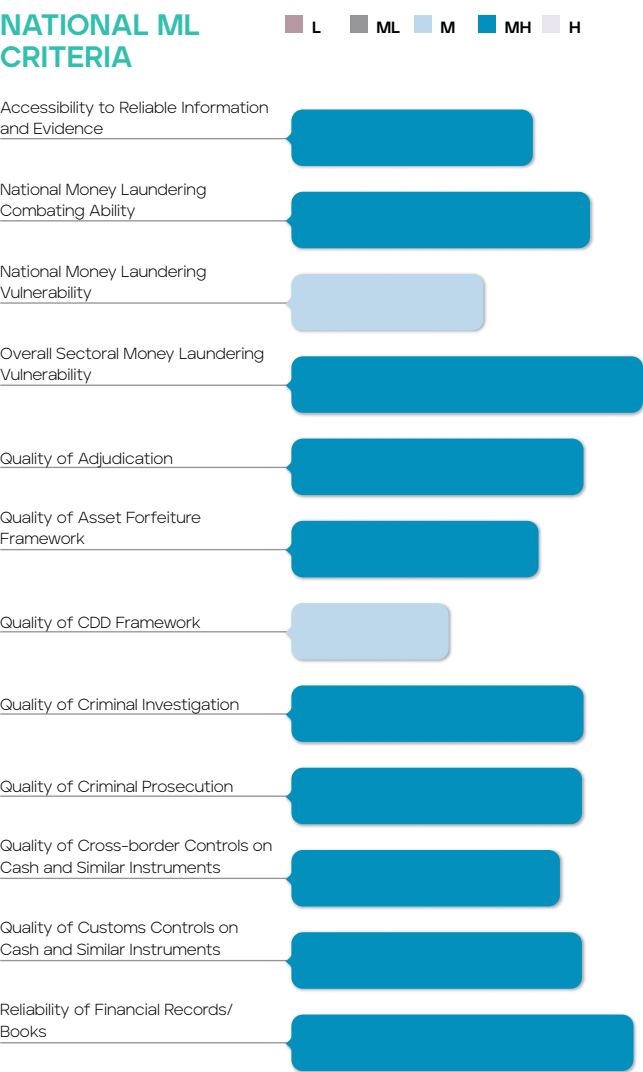 NATIONAL ML
CRITERIA
L ML M MH H
Accessibility to Reliable Information
and Evidence
National Money Laundering
Combating Ability
National Money Laundering
Vulnerability
Overall Sectoral Money Laundering
Vulnerability
Quality of Adjudication
Quality of Asset Forfeiture
Framework
Quality of CDD Framework
Quality of Criminal Investigation
Quality of Criminal Prosecution
Quality of Cross-border Controls on
Cash and Similar Instruments
Quality of Customs Controls on
Cash and Similar Instruments
Reliability of Financial Records/
Books